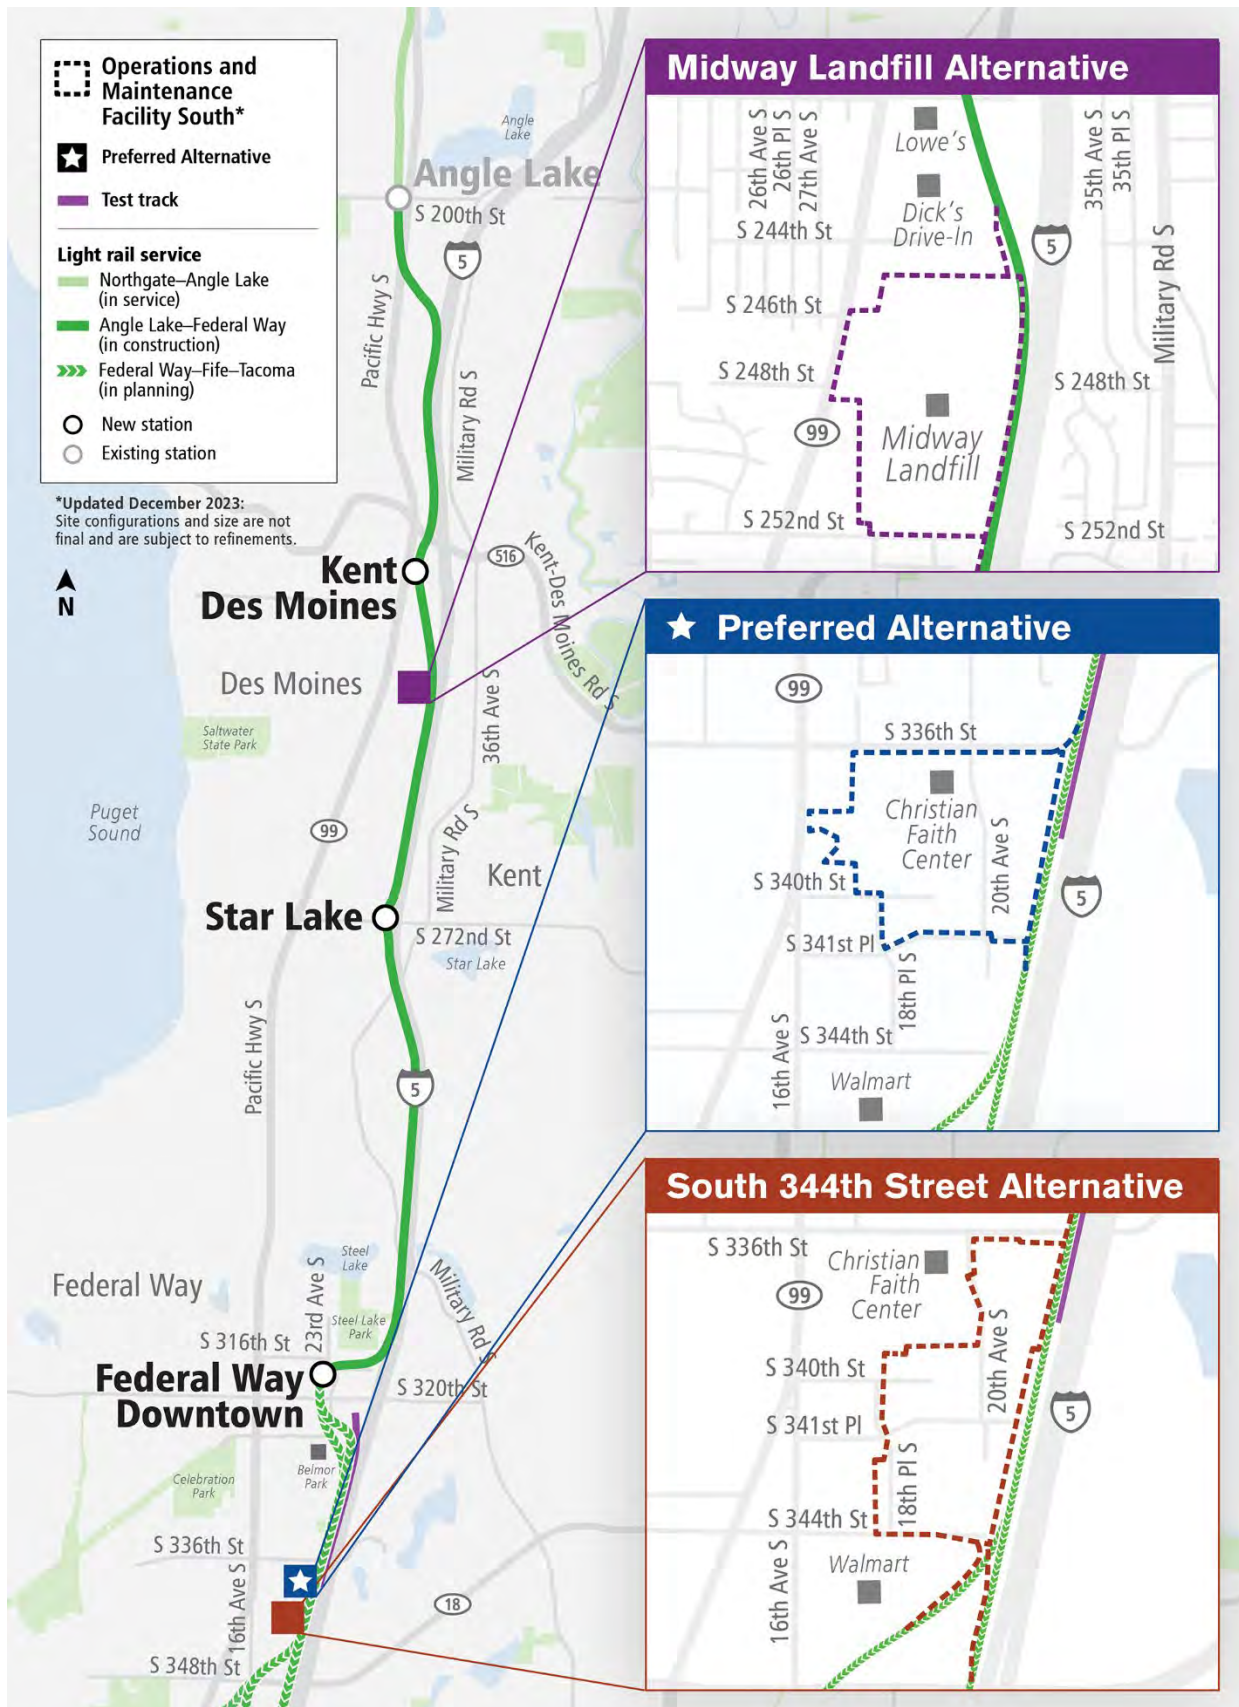 Operations and
Maintenance
Facility South*
Preferred Alternative
Test track
Light rail service
Northgate–Angle Lake
(in service)
Angle Lake–Federal Way
(in construction)
Federal Way–Fife–Tacoma
(in planning)
New station
Existing station
*Updated December 2023:
Site configurations and size are not
final and are subject to refinements.
N
Angle
Lake
Angle Lake
S 200th St
5
Pacific Hwy S
Military Rd S
516
Kent-Des Moines Rd S
Kent
Des Moines
Des Moines
Saltwater
State Park
36th Ave S
Puget
Sound
99
Military Rd S
Kent
Star Lake
S 272nd St
Star Lake
Pacific Hwy S
5
Steel
Lake
Federal Way
23rd Ave S
Steel Lake
Park
Military Rd S
S 316th St
Federal Way
Downtown
S 320th St
Belmor
Park
Celebration
Park
S 336th St
16th Ave S
18
S 348th St
Midway Landfill Alternative
26th Ave S
26th Pl S
27th Ave S
Lowe's
35th Ave S
35th Pl S
Dick's
Drive-In
S 244th St
5
Military Rd S
S 246th St
S 248th St
S 248th St
99
Midway
Landfill
S 252nd St
S 252nd St
Preferred Alternative
99
S 336th St
Christian
Faith
Center
20th Ave S
S 340th St
5
S 341st Pl
18th Pl S
16th Ave S
S 344th St
Walmart
South 344th Street Alternative
S 336th St
Christian
Faith
Center
99
20th Ave S
S 340th St
5
S 341st Pl
18th Pl S
S 344th St
16th Ave S
Walmart